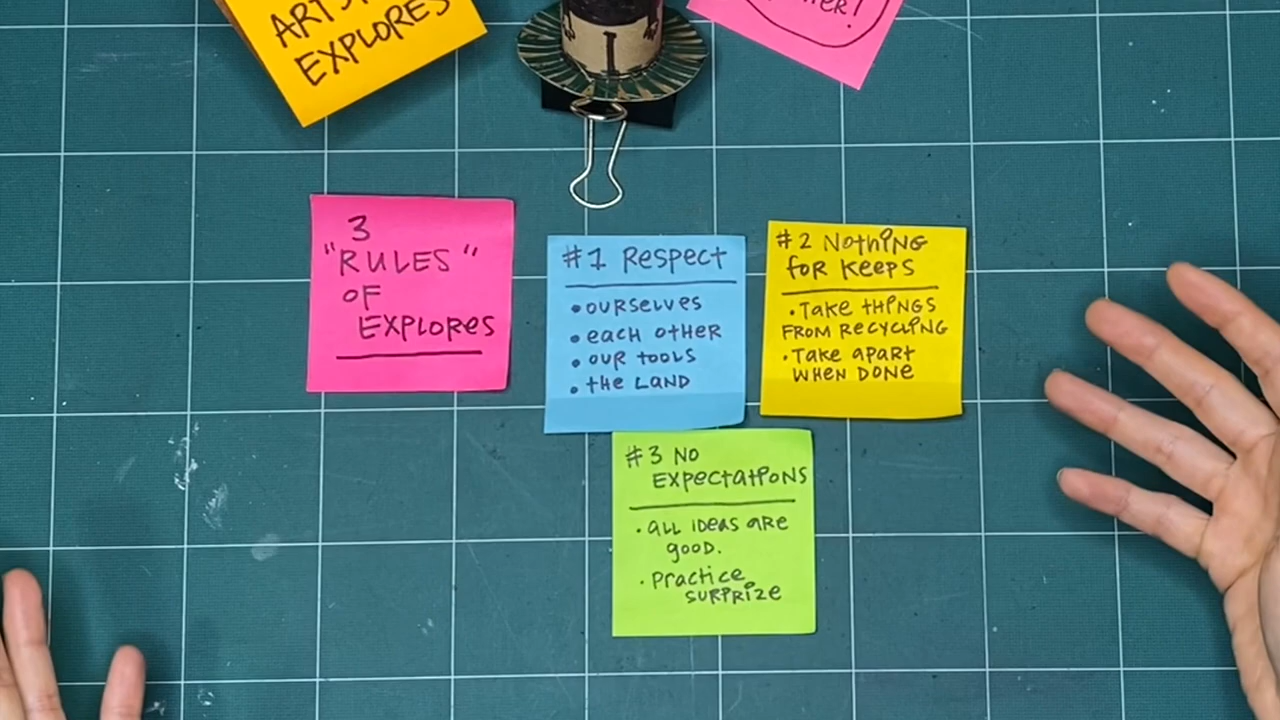 EXPLORES
I
3
"RULES"
OF
EXPLORES
#1 Respect
• OURSELVES
• each OTHER
• OUR TOOLS
• THE LAND
#2 NOTHING
FOR KEEPS
• TAKE THINGS
FROM RECYCLING
• TAKE APART
WHEN DONE
#3 NO
EXPECTATIONS
• ALL IDEAS ARE
GOOD.
• PRACTICE
SURPRIZE